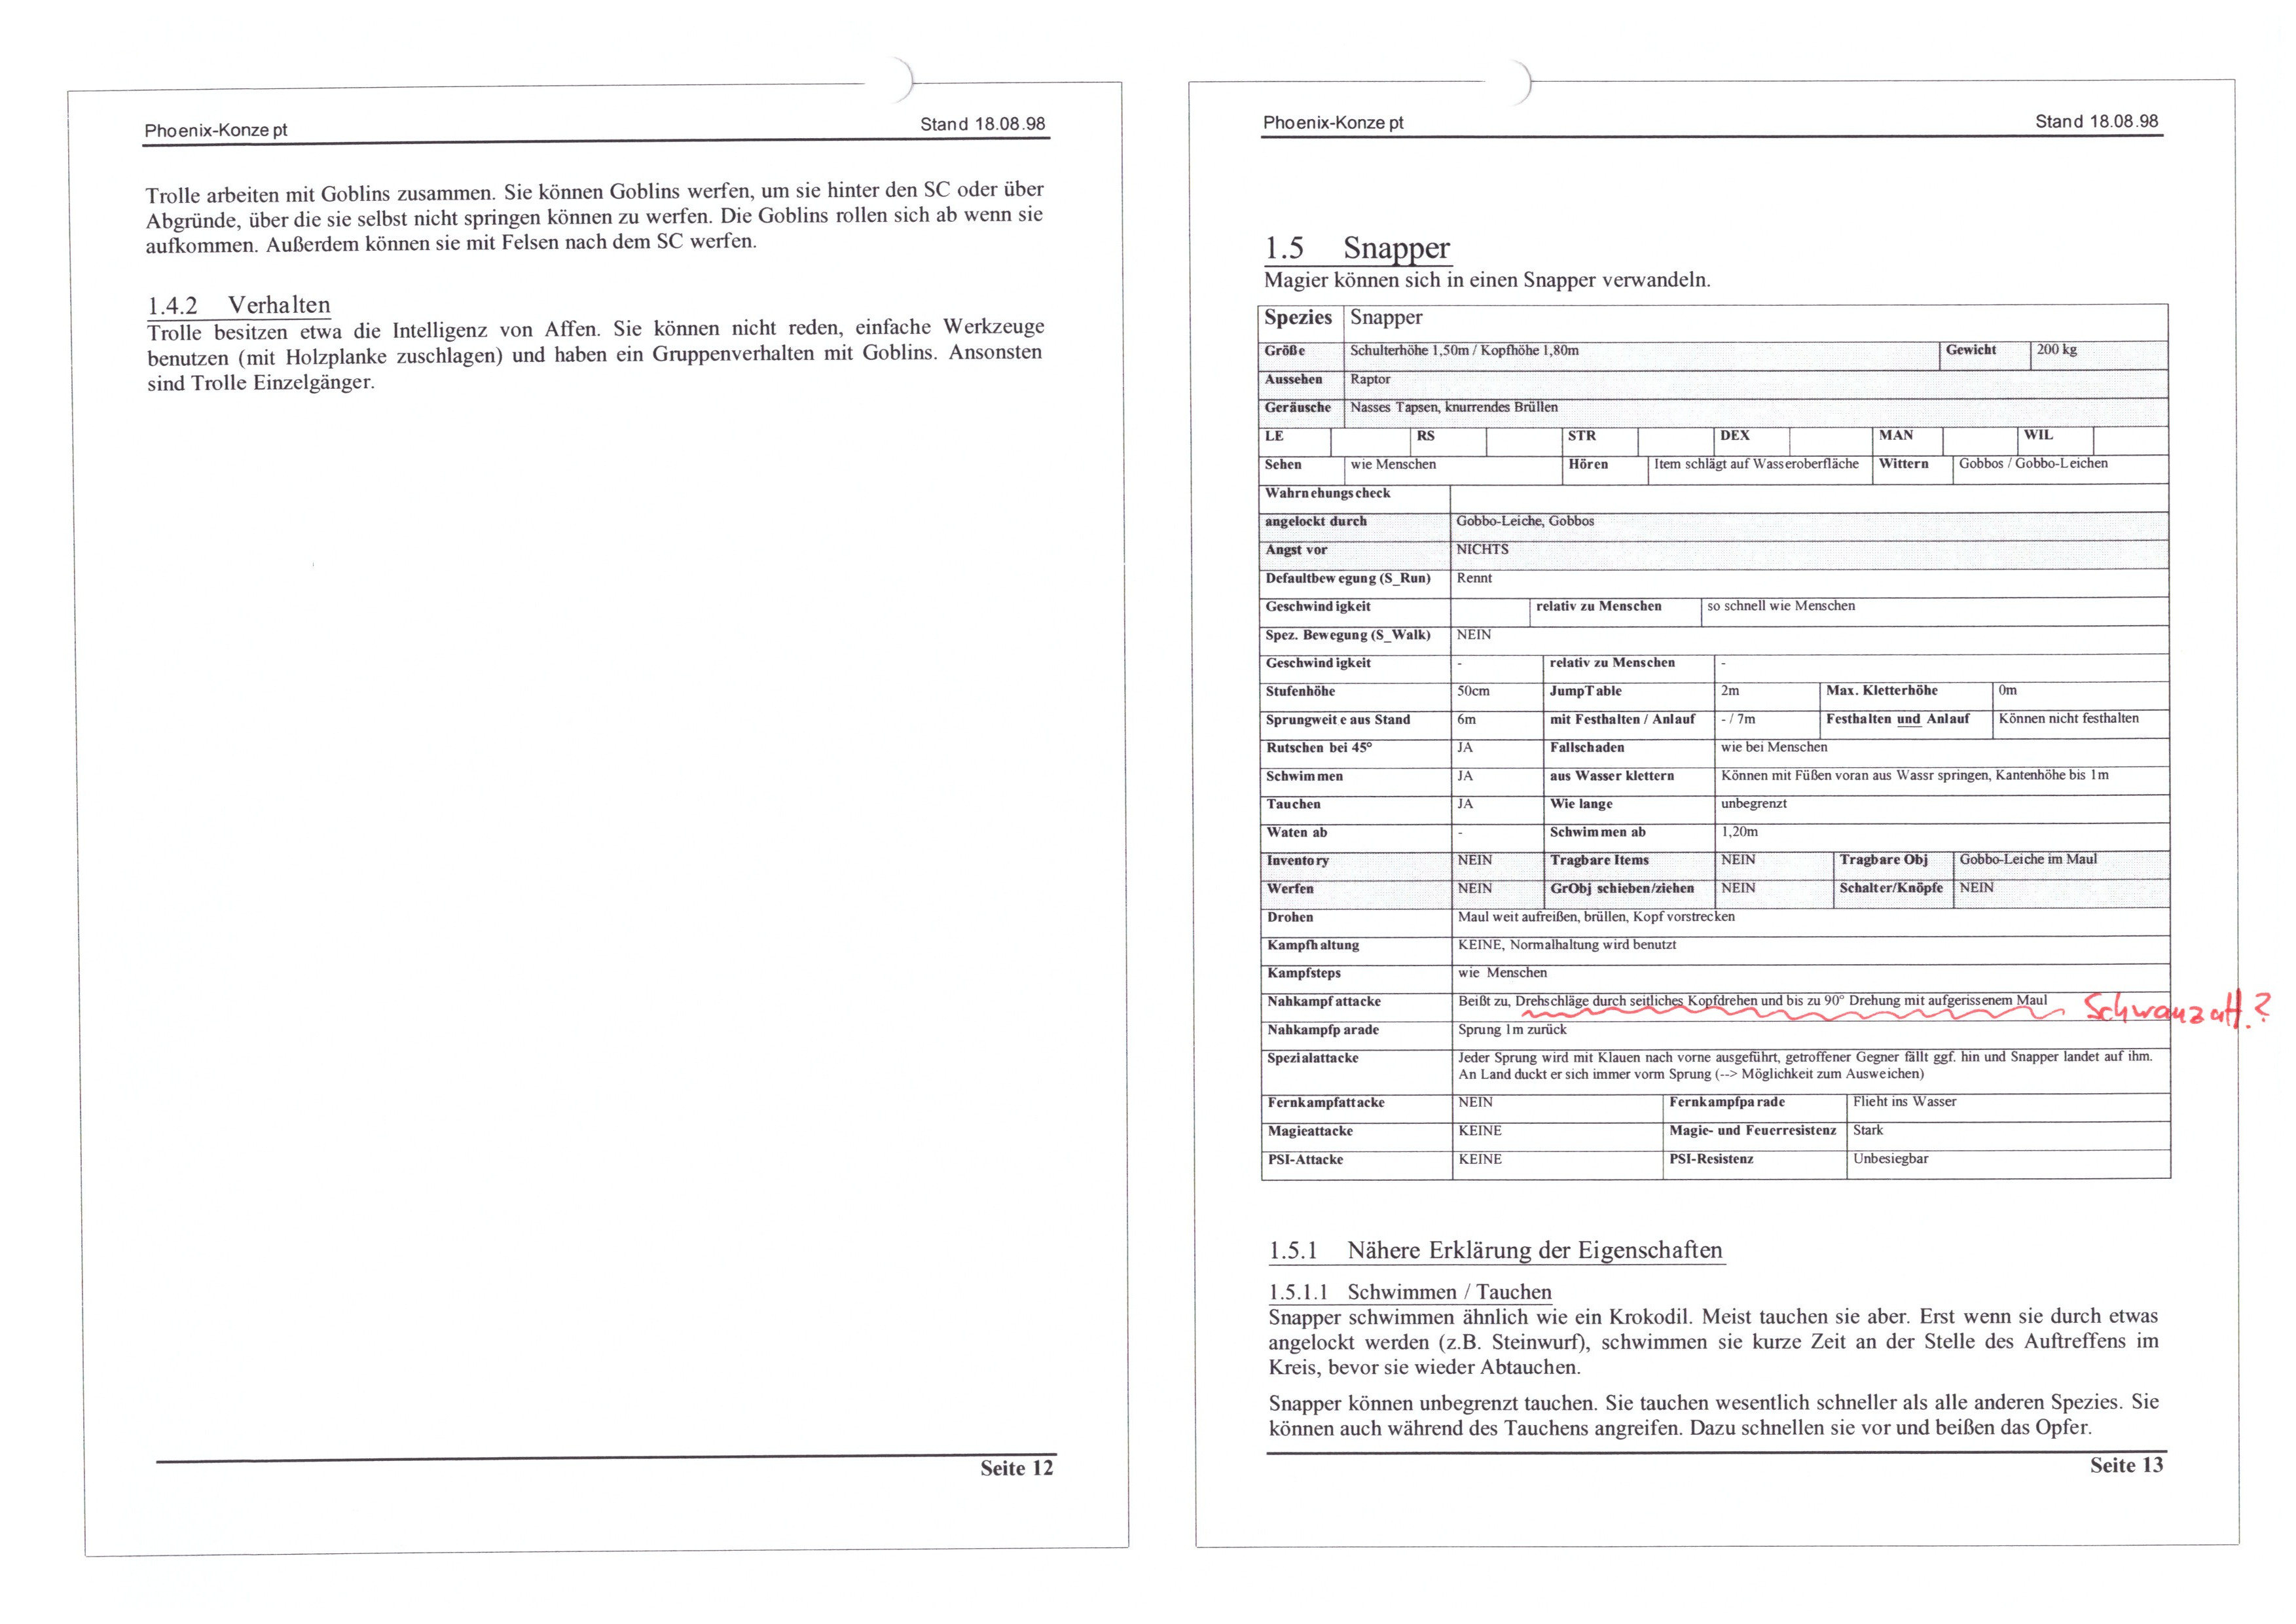 Phoenix-Konze pt Stand 18.08.98
Trolle arbeiten mit Goblins zusammen. Sie können Goblins werfen, um sie hinter den SC oder über
Abgründe, über die sie selbst nicht springen können zu werfen. Die Goblins rollen sich ab wenn sie
aufkommen. Außerdem können sie mit Felsen nach dem SC werfen.
1.4.2 Verhalten
Trolle besitzen etwa die Intelligenz von Affen. Sie können nicht reden, einfache Werkzeuge
benutzen (mit Holzplanke zuschlagen) und haben ein Gruppenverhalten mit Goblins. Ansonsten
sind Trolle Einzelgänger.
Seite 12
Phoenix-Konze pt Stand 18.08.98
1.5 Snapper
Magier können sich in einen Snapper verwandeln.
Spezies Snapper
Größe Schulterhöhe 1,50m / Kopfhöhe 1,80m Gewicht 200 kg
Aussehen Raptor
Geräusche Nasses Tapsen, knurrendes Brüllen
LE RS STR DEX MAN WIL
Sehen wie Menschen Hören Item schlägt auf Wasseroberfläche Wittern Gobbos / Gobbo-Leichen
Wahrnehungscheck
angelockt durch Gobbo-Leiche, Gobbos
Angst vor NICHTS
Defaultbewegung (S_Run) Rennt
Geschwindigkeit relativ zu Menschen so schnell wie Menschen
Spez. Bewegung (S_Walk) NEIN
Geschwindigkeit - relativ zu Menschen -
Stufenhöhe 50cm JumpTable 2m Max. Kletterhöhe 0m
Sprungweite aus Stand 6m mit Festhalten / Anlauf - / 7m Festhalten und Anlauf Können nicht festhalten
Rutschen bei 45° JA Fallschaden wie bei Menschen
Schwimmen JA aus Wasser klettern Können mit Füßen voran aus Wassr springen, Kantenhöhe bis 1m
Tauchen JA Wie lange unbegrenzt
Waten ab - Schwimmen ab 1,20m
Inventory NEIN Tragbare Items NEIN Tragbare Obj Gobbo-Leiche im Maul
Werfen NEIN GrObj schieben/ziehen NEIN Schalter/Knöpfe NEIN
Drohen Maul weit aufreißen, brüllen, Kopf vorstrecken
Kampfhaltung KEINE, Normalhaltung wird benutzt
Kampfsteps wie Menschen
Nahkampfattacke Beißt zu, Drehschläge durch seitliches Kopfdrehen und bis zu 90° Drehung mit aufgerissenem Maul Schwanzatt.?
Nahkampfparade Sprung 1m zurück
Spezialattacke Jeder Sprung wird mit Klauen nach vorne ausgeführt, getroffener Gegner fällt ggf. hin und Snapper landet auf ihm.
An Land duckt er sich immer vorm Sprung (--> Möglichkeit zum Ausweichen)
Fernkampfattacke NEIN Fernkampfparade Flieht ins Wasser
Magieattacke KEINE Magie- und Feuerresistenz Stark
PSI-Attacke KEINE PSI-Resistenz Unbesiegbar
1.5.1 Nähere Erklärung der Eigenschaften
1.5.1.1 Schwimmen / Tauchen
Snapper schwimmen ähnlich wie ein Krokodil. Meist tauchen sie aber. Erst wenn sie durch etwas
angelockt werden (z.B. Steinwurf), schwimmen sie kurze Zeit an der Stelle des Auftreffens im
Kreis, bevor sie wieder Abtauchen.
Snapper können unbegrenzt tauchen. Sie tauchen wesentlich schneller als alle anderen Spezies. Sie
können auch während des Tauchens angreifen. Dazu schnellen sie vor und beißen das Opfer.
Seite 13